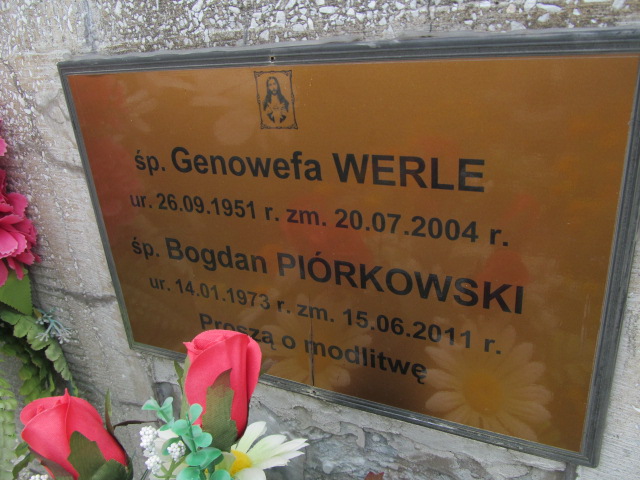 śp. Genowefa WERLE
ur. 26.09.1951 r. zm. 20.07.2004 r.
śp. Bogdan PIÓRKOWSKI
ur. 14.01.1973 r. zm. 15.06.2011 r.
Proszą o modlitwę